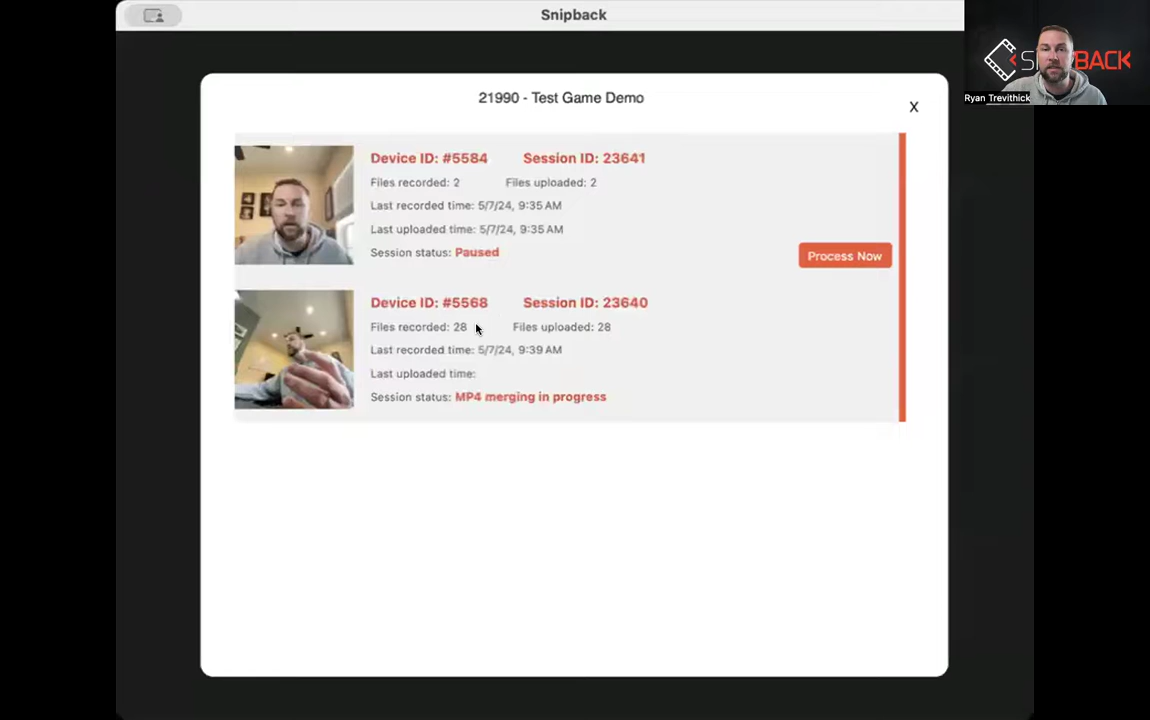 Snipback
21990 - Test Game Demo
X
Device ID: #5584 Session ID: 23641
Files recorded: 2 Files uploaded: 2
Last recorded time: 5/7/24, 9:35 AM
Last uploaded time: 5/7/24, 9:35 AM
Session status: Paused
Process Now
Device ID: #5568 Session ID: 23640
Files recorded: 28 Files uploaded: 28
Last recorded time: 5/7/24, 9:39 AM
Last uploaded time:
Session status: MP4 merging in progress
BACK
Ryan Trevithick